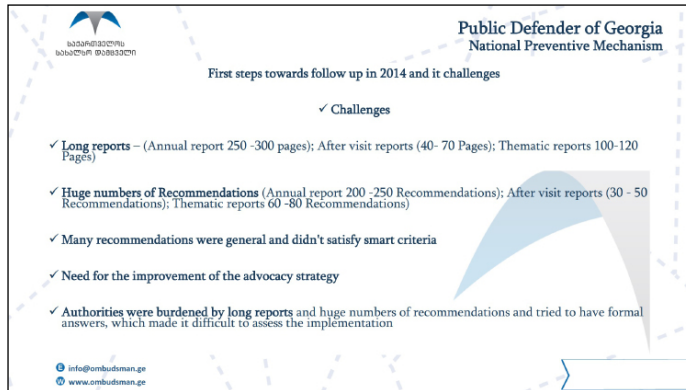 საქართველოს
სახალხო დამცველი
Public Defender of Georgia
National Preventive Mechanism
First steps towards follow up in 2014 and it challenges
✓ Challenges
✓ Long reports – (Annual report 250 -300 pages); After visit reports (40- 70 Pages); Thematic reports 100-120
Pages)
✓ Huge numbers of Recommendations (Annual report 200 -250 Recommendations); After visit reports (30 - 50
Recommendations); Thematic reports 60 -80 Recommendations)
✓ Many recommendations were general and didn't satisfy smart criteria
✓ Need for the improvement of the advocacy strategy
✓ Authorities were burdened by long reports and huge numbers of recommendations and tried to have formal
answers, which made it difficult to assess the implementation
E info@ombudsman.ge
W www.ombudsman.ge